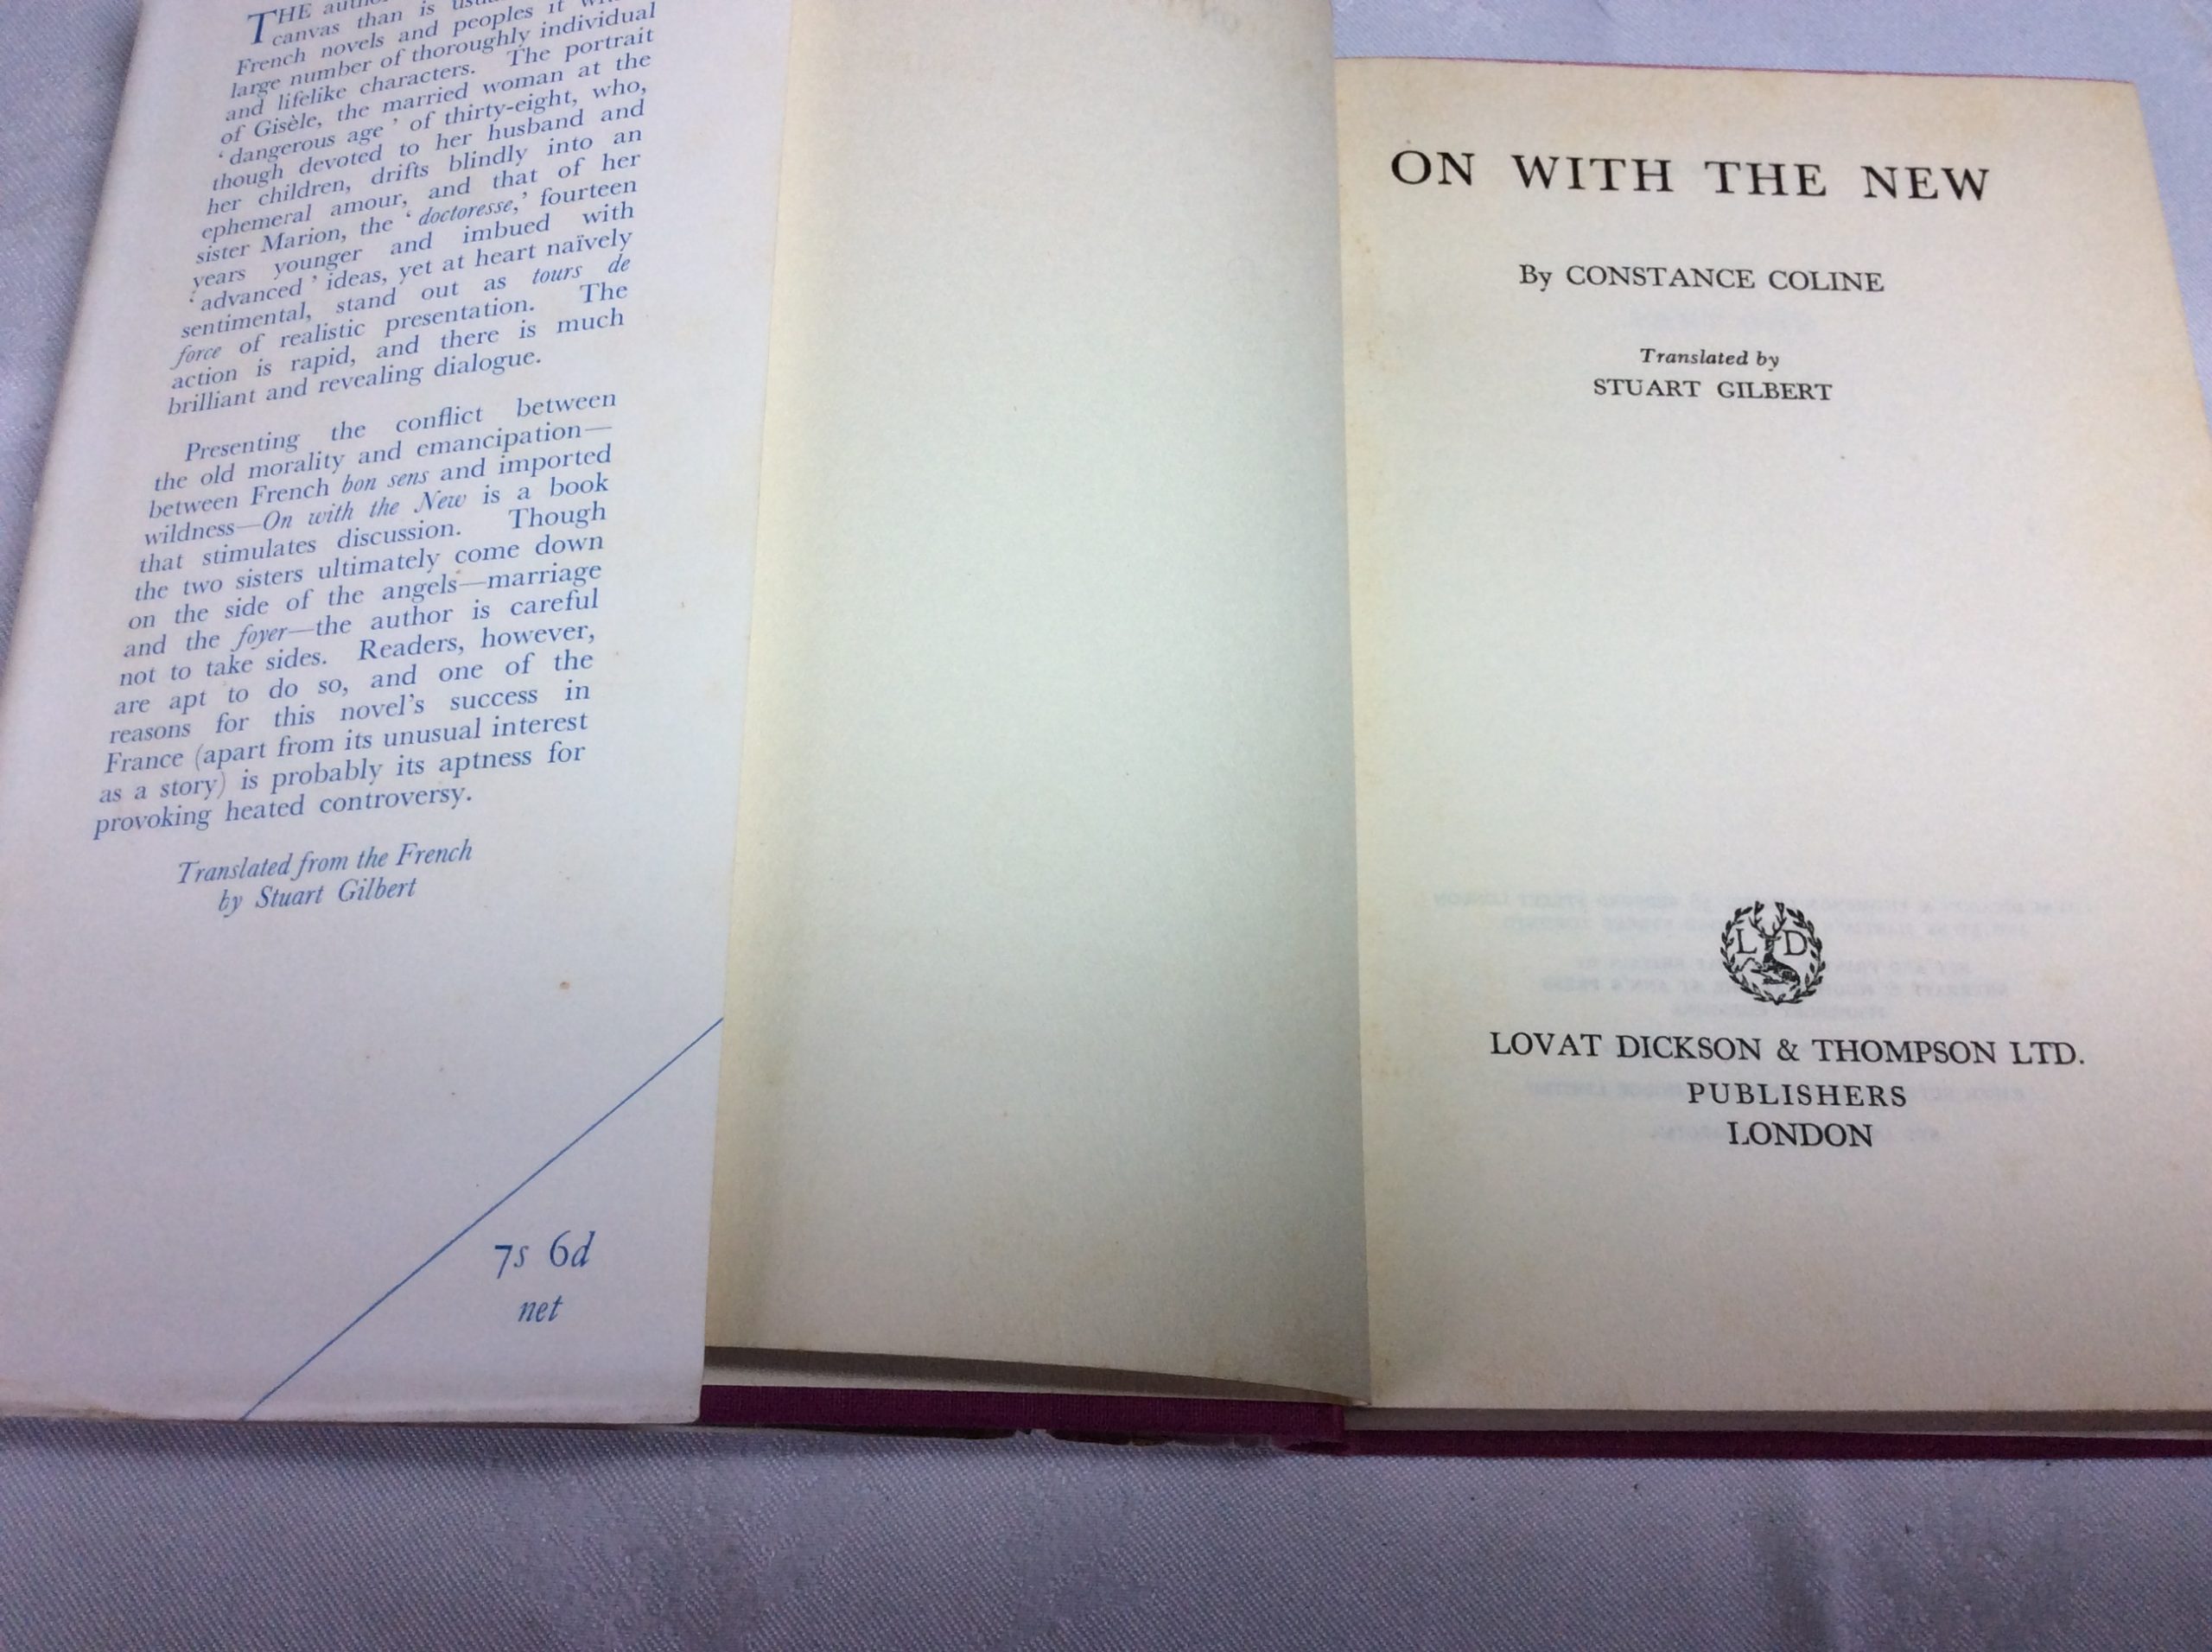 THE
canvas than is
French novels and peoples it
large number of thoroughly individual
and lifelike characters. The portrait
of Gisèle, the married woman at the
‘ dangerous age ’ of thirty-eight, who,
though devoted to her husband and
her children, drifts blindly into an
ephemeral amour, and that of her
sister Marion, the ‘ doctoresse,’ fourteen
years younger and imbued with
‘ advanced ’ ideas, yet at heart naïvely
sentimental, stand out as tours de
force of realistic presentation. The
action is rapid, and there is much
brilliant and revealing dialogue.
Presenting the conflict between
the old morality and emancipation—
between French bon sens and imported
wildness—On with the New is a book
that stimulates discussion. Though
the two sisters ultimately come down
on the side of the angels—marriage
and the foyer—the author is careful
not to take sides. Readers, however,
are apt to do so, and one of the
reasons for this novel's success in
France (apart from its unusual interest
as a story) is probably its aptness for
provoking heated controversy.
Translated from the French
by Stuart Gilbert
7s 6d
net
ON WITH THE NEW
By CONSTANCE COLINE
Translated by
STUART GILBERT
L D
LOVAT DICKSON & THOMPSON LTD.
PUBLISHERS
LONDON